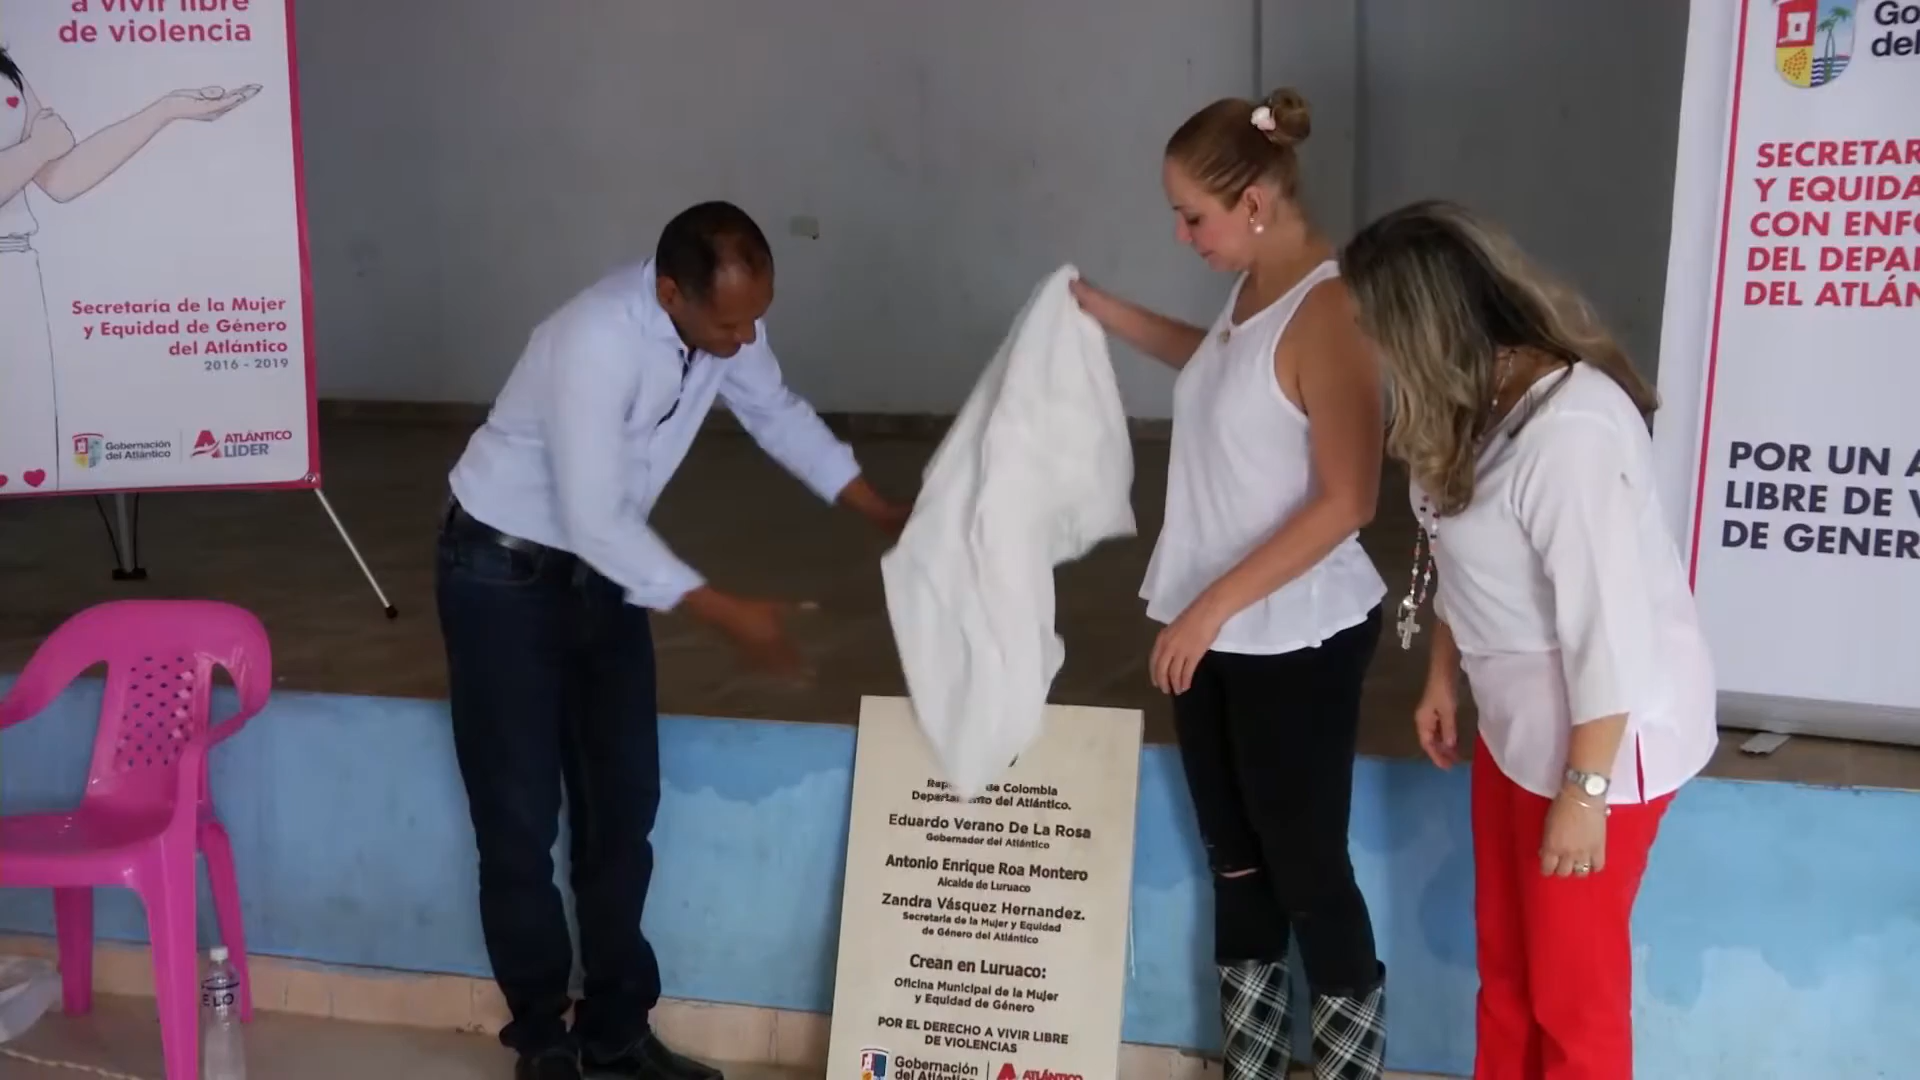 a vivir libre
de violencia
Secretaría de la Mujer
y Equidad de Género
del Atlántico
2016 - 2019
Gobernación
del Atlántico
ATLÁNTICO
LÍDER
de Colombia
del Atlántico.
Eduardo Verano De La Rosa
Gobernador del Atlántico
Antonio Enrique Roa Montero
Alcalde de Luruaco
Zandra Vásquez Hernandez.
Secretaria de la Mujer y Equidad
de Género del Atlántico
Crean en Luruaco:
Oficina Municipal de la Mujer
y Equidad de Género
POR EL DERECHO A VIVIR LIBRE
DE VIOLENCIAS
Gobernación
del Atlántico
ATLÁNTICO
Go
del
SECRETAR
Y EQUIDA
CON ENFO
DEL DEPAR
DEL ATLÁN
POR UN A
LIBRE DE V
DE GENER